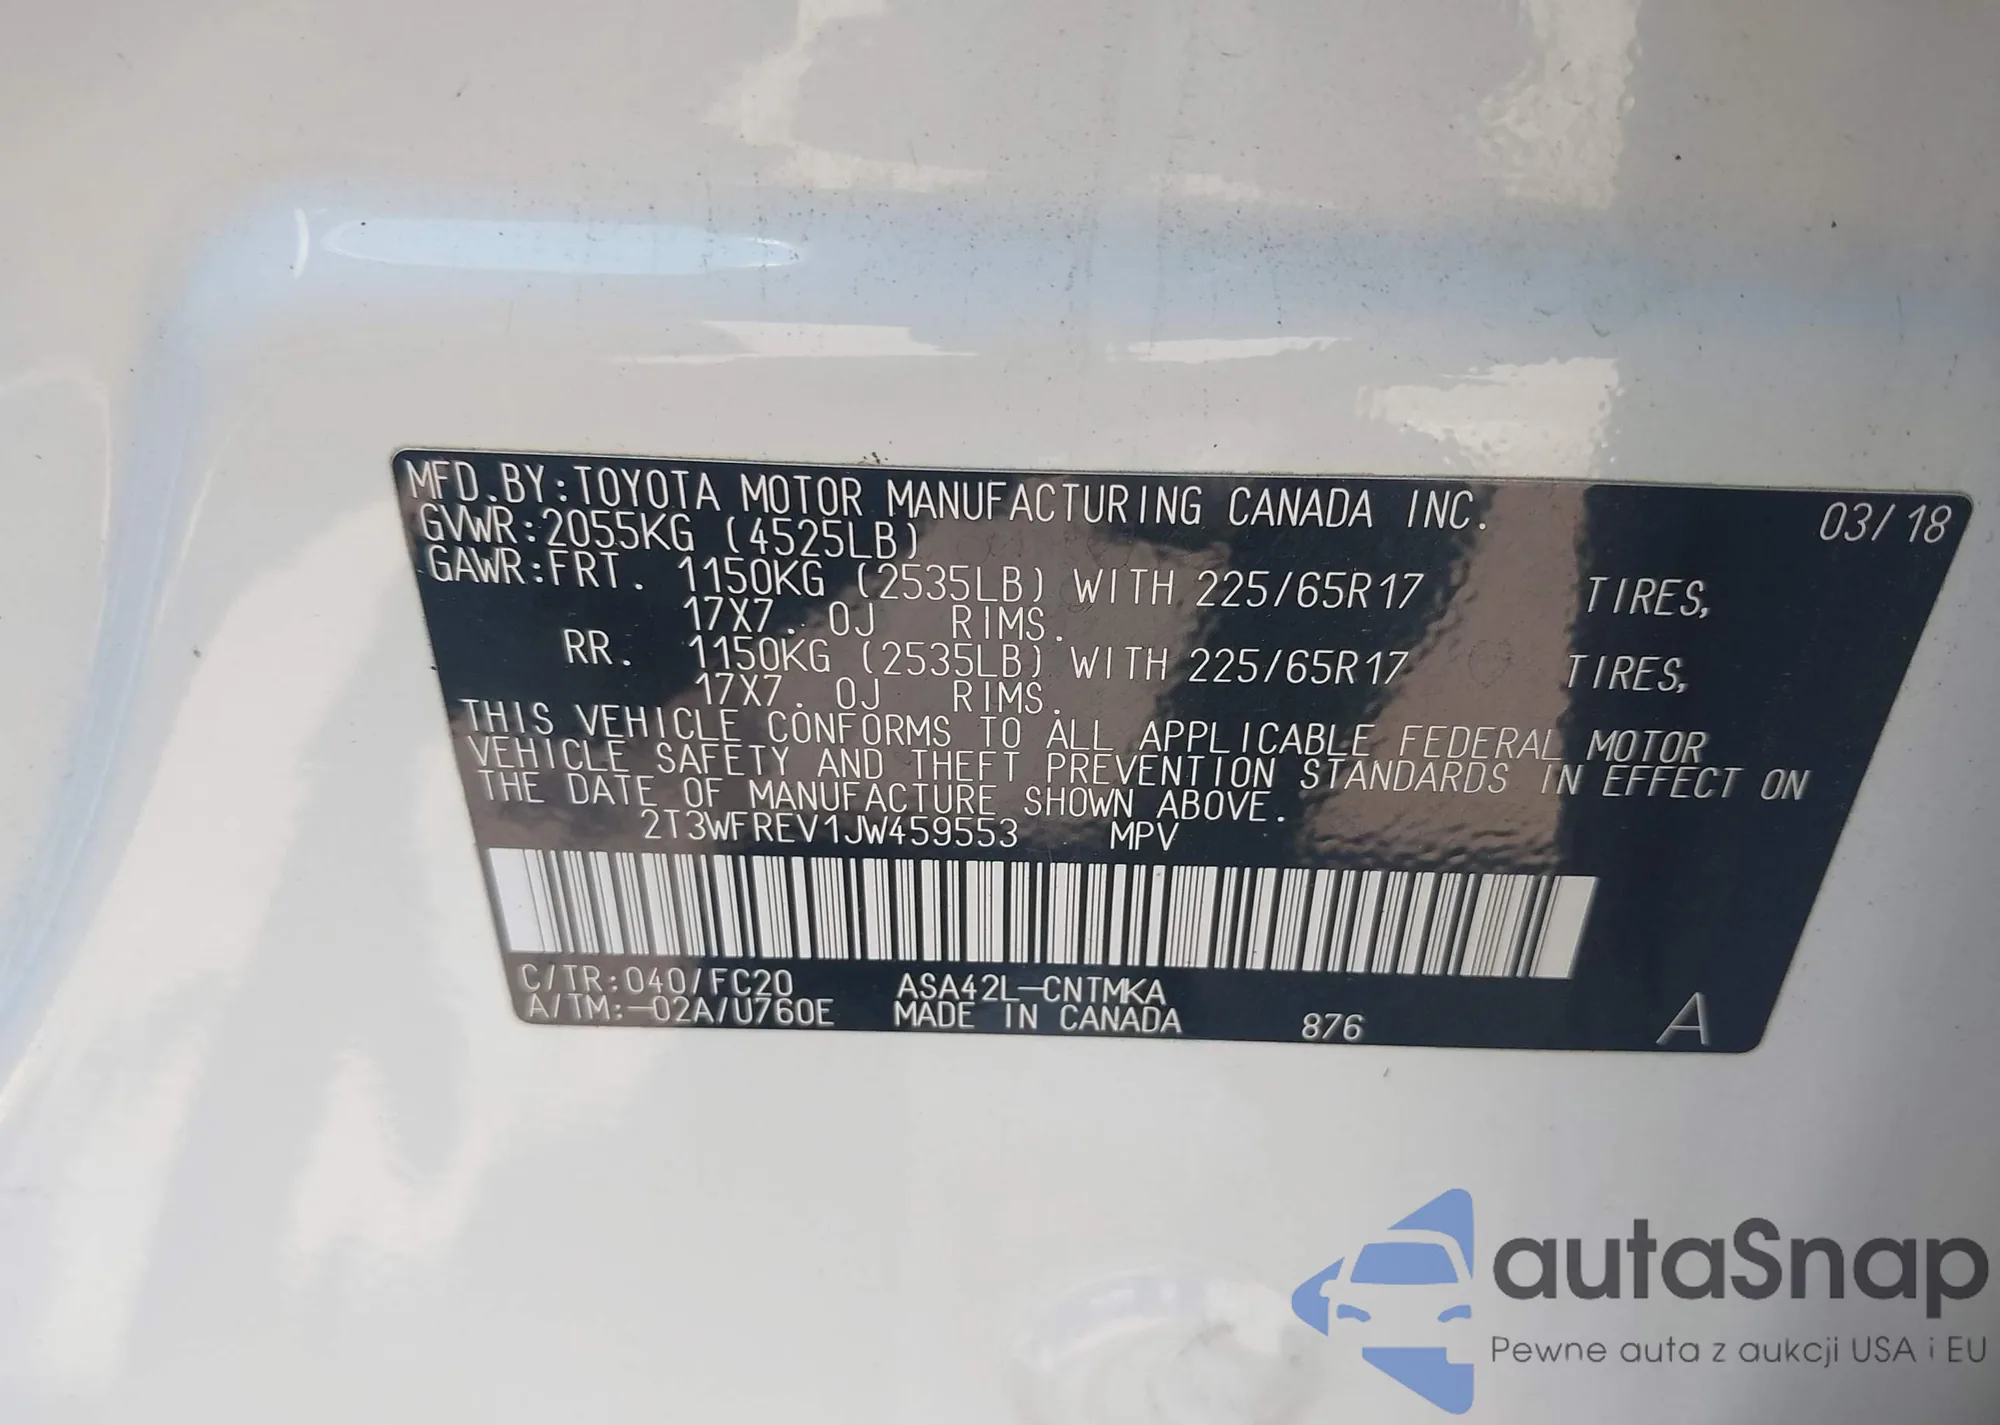 MFD.BY:TOYOTA MOTOR MANUFACTURING CANADA INC. 03/18
GVWR:2055KG (4525LB)
GAWR:FRT. 1150KG (2535LB) WITH 225/65R17 TIRES,
17X7.0J RIMS.
RR. 1150KG (2535LB) WITH 225/65R17 TIRES,
17X7.0J RIMS.
THIS VEHICLE CONFORMS TO ALL APPLICABLE FEDERAL MOTOR
VEHICLE SAFETY AND THEFT PREVENTION STANDARDS IN EFFECT ON
THE DATE OF MANUFACTURE SHOWN ABOVE.
2T3WFREV1JW459553 MPV
C/TR:040/FC20 ASA42L-CNTMKA
A/TM:-02A/U760E MADE IN CANADA 876 A
autaSnap
Pewne auta z aukcji USA i EU